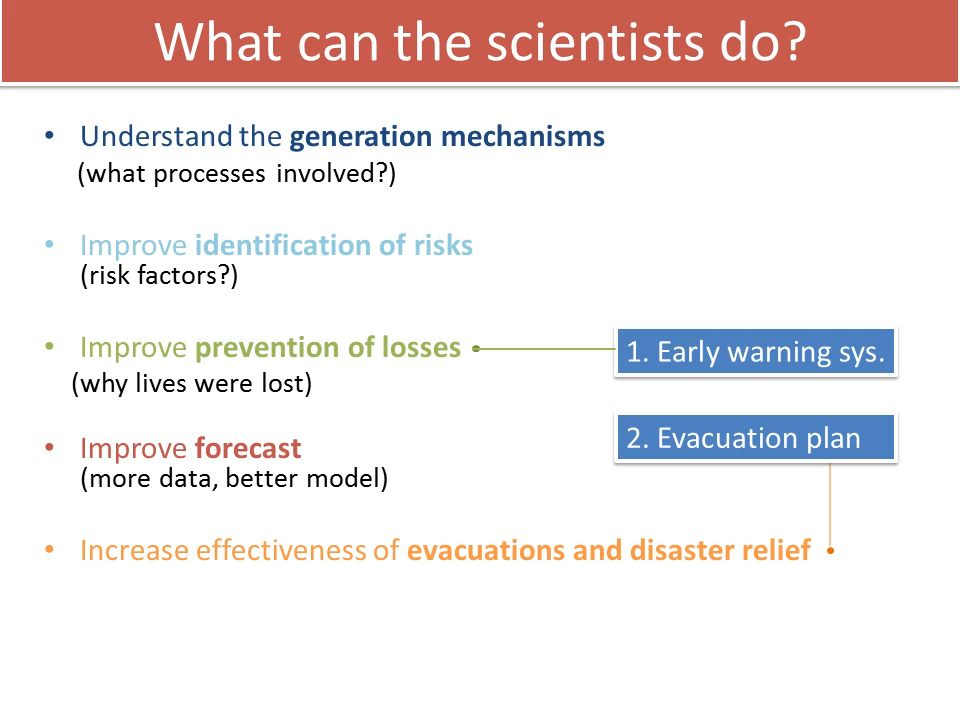 What can the scientists do?
• Understand the generation mechanisms
(what processes involved?)
• Improve identification of risks
(risk factors?)
• Improve prevention of losses
1. Early warning sys.
(why lives were lost)
2. Evacuation plan
• Improve forecast
(more data, better model)
• Increase effectiveness of evacuations and disaster relief